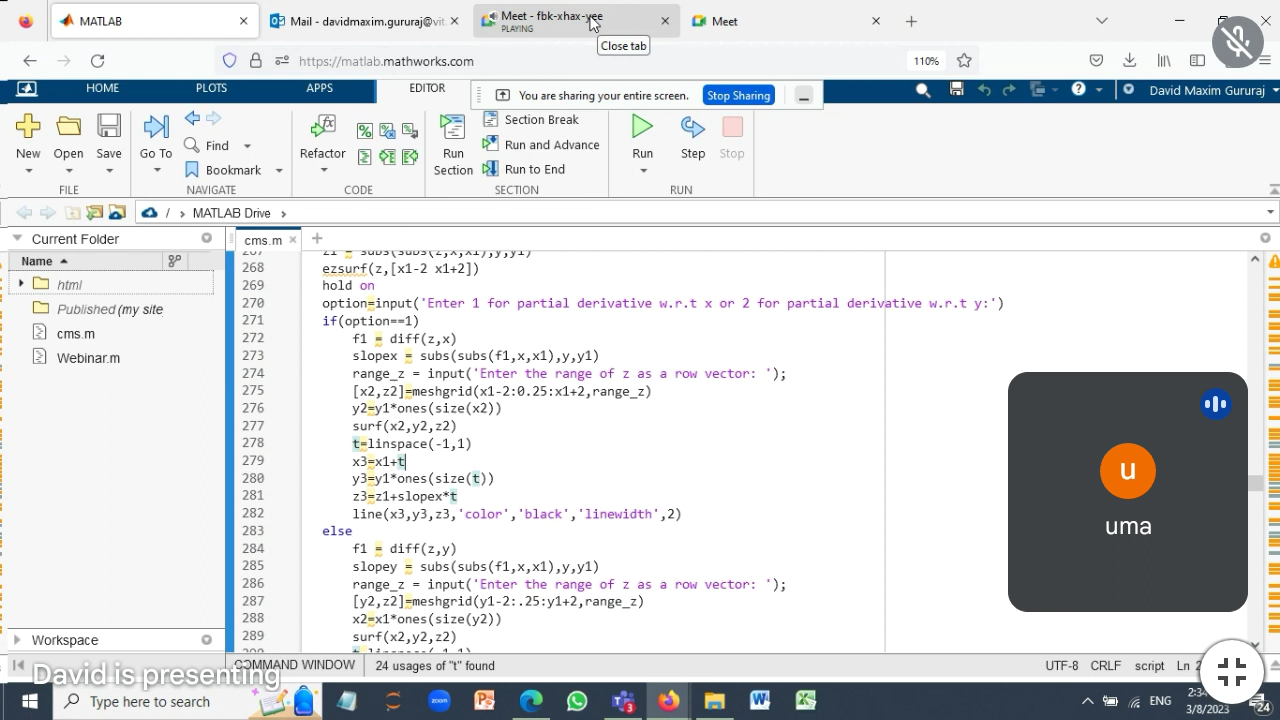 MATLAB
Mail - davidmaxim_gururaj@vit
Meet - fbk-xhax-yee
PLAYING
Meet
Close tab
https://matlab.mathworks.com
110%
HOME
PLOTS
APPS
EDITOR
You are sharing your entire screen.
Stop Sharing
David Maxim Gururaj
New
Open
Save
Go To
Find
Bookmark
Refactor
Run
Section
Section Break
Run and Advance
Run to End
Run
Step
Stop
FILE
NAVIGATE
CODE
SECTION
RUN
/ › MATLAB Drive ›
Current Folder
Name
html
Published (my site
cms.m
Webinar.m
Workspace
cms.m
267 z1 = subs(subs(z,x,x1),y,y1)
268 ezsurf(z,[x1-2 x1+2])
269 hold on
270 option=input('Enter 1 for partial derivative w.r.t x or 2 for partial derivative w.r.t y:')
271 if(option==1)
272 f1 = diff(z,x)
273 slopex = subs(subs(f1,x,x1),y,y1)
274 range_z = input('Enter the range of z as a row vector: ');
275 [x2,z2]=meshgrid(x1-2:0.25:x1+2,range_z)
276 y2=y1*ones(size(x2))
277 surf(x2,y2,z2)
278 t=linspace(-1,1)
279 x3=x1+t
280 y3=y1*ones(size(t))
281 z3=z1+slopex*t
282 line(x3,y3,z3,'color','black','linewidth',2)
283 else
284 f1 = diff(z,y)
285 slopey = subs(subs(f1,x,x1),y,y1)
286 range_z = input('Enter the range of z as a row vector: ');
287 [y2,z2]=meshgrid(y1-2:.25:y1+2,range_z)
288 x2=x1*ones(size(y2))
289 surf(x2,y2,z2)
u
uma
COMMAND WINDOW
24 usages of "t" found
UTF-8
CRLF
script
David is presenting
Type here to search
zoom
ENG
3/8/2023
24